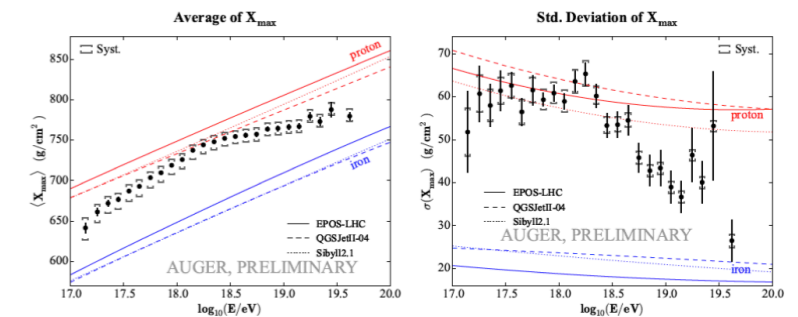 Average of Xmax
Syst.
proton
iron
EPOS-LHC
QGSJetII-04
Sibyll2.1
AUGER, PRELIMINARY
850
800
750
700
650
600
⟨Xmax⟩ (g/cm²)
17.0 17.5 18.0 18.5 19.0 19.5 20.0
log₁₀(E/eV)
Std. Deviation of Xmax
Syst.
proton
iron
EPOS-LHC
QGSJetII-04
Sibyll2.1
AUGER, PRELIMINARY
80
70
60
50
40
30
20
σ(Xmax) (g/cm²)
17.0 17.5 18.0 18.5 19.0 19.5 20.0
log₁₀(E/eV)